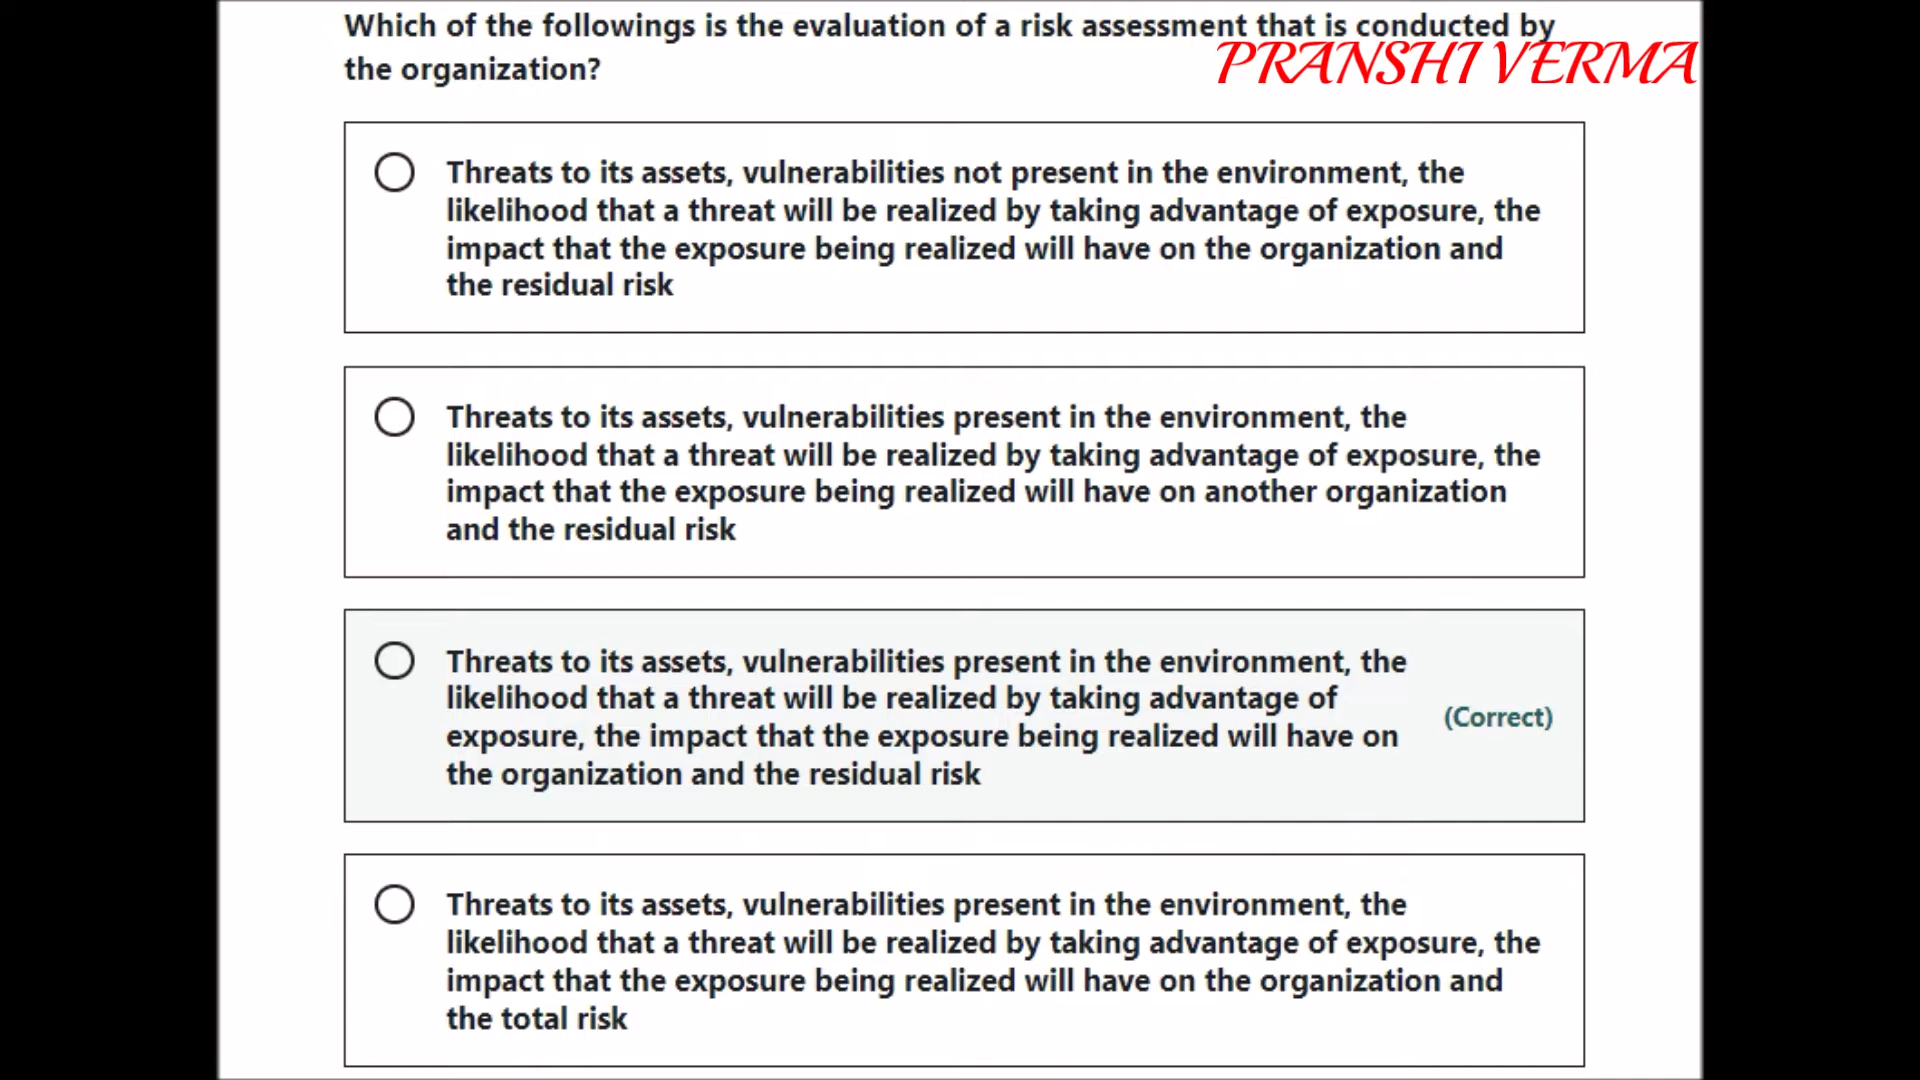 Which of the followings is the evaluation of a risk assessment that is conducted by
the organization?
PRANSHI VERMA
Threats to its assets, vulnerabilities not present in the environment, the
likelihood that a threat will be realized by taking advantage of exposure, the
impact that the exposure being realized will have on the organization and
the residual risk
Threats to its assets, vulnerabilities present in the environment, the
likelihood that a threat will be realized by taking advantage of exposure, the
impact that the exposure being realized will have on another organization
and the residual risk
Threats to its assets, vulnerabilities present in the environment, the
likelihood that a threat will be realized by taking advantage of
exposure, the impact that the exposure being realized will have on
the organization and the residual risk
(Correct)
Threats to its assets, vulnerabilities present in the environment, the
likelihood that a threat will be realized by taking advantage of exposure, the
impact that the exposure being realized will have on the organization and
the total risk